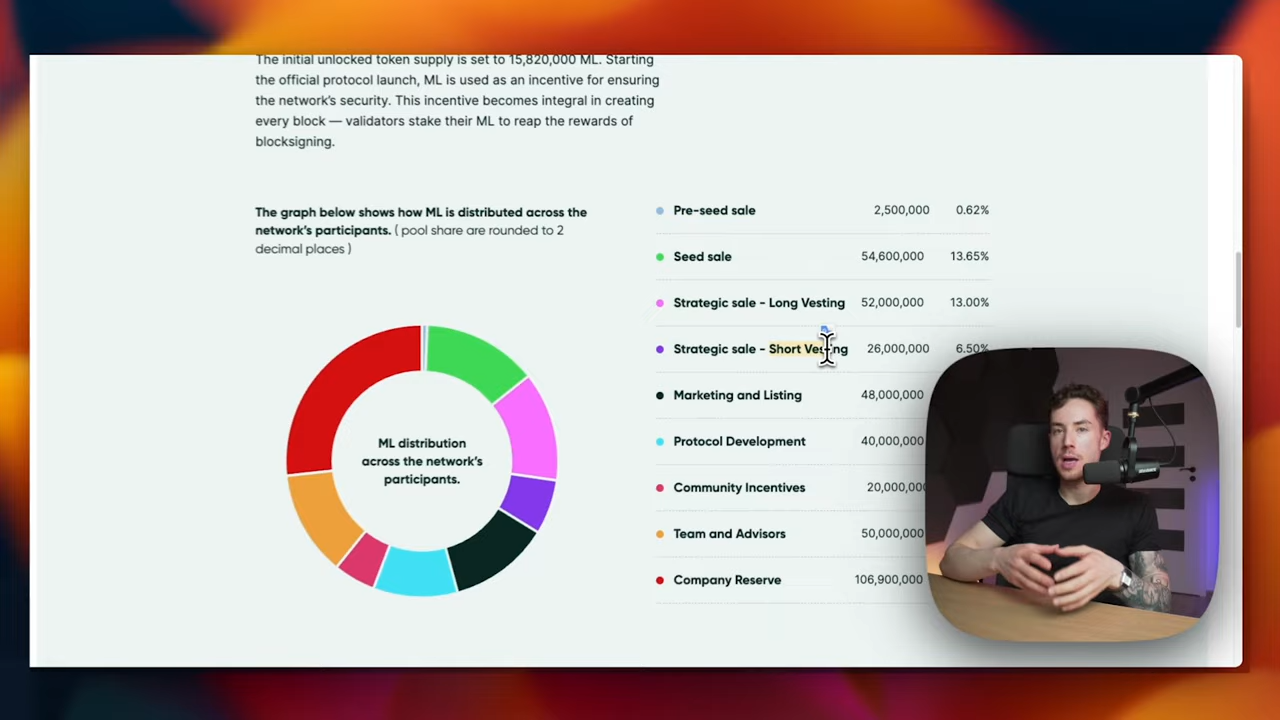 The initial unlocked token supply is set to 15,820,000 ML. Starting
the official protocol launch, ML is used as an incentive for ensuring
the network's security. This incentive becomes integral in creating
every block — validators stake their ML to reap the rewards of
blocksigning.
The graph below shows how ML is distributed across the
network's participants. ( pool share are rounded to 2
decimal places )
ML distribution
across the network's
participants.
Pre-seed sale 2,500,000 0.62%
Seed sale 54,600,000 13.65%
Strategic sale - Long Vesting 52,000,000 13.00%
Strategic sale - Short Vesting 26,000,000 6.50%
Marketing and Listing 48,000,000
Protocol Development 40,000,000
Community Incentives 20,000,000
Team and Advisors 50,000,000
Company Reserve 106,900,000